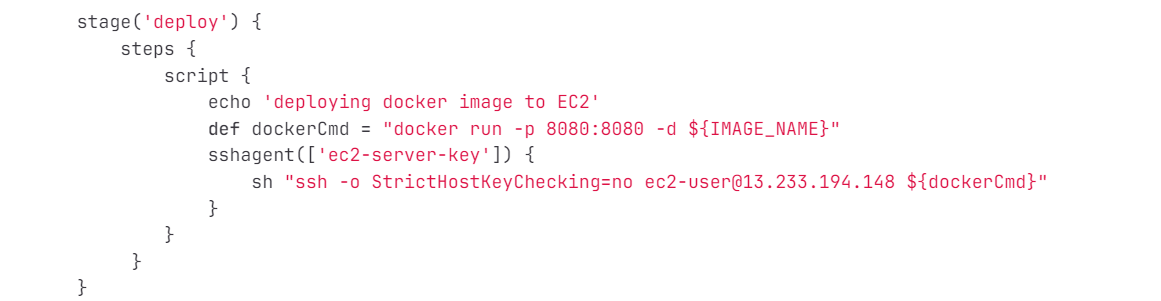 stage('deploy') {
steps {
script {
echo 'deploying docker image to EC2'
def dockerCmd = "docker run -p 8080:8080 -d ${IMAGE_NAME}"
sshagent(['ec2-server-key']) {
sh "ssh -o StrictHostKeyChecking=no ec2-user@13.233.194.148 ${dockerCmd}"
}
}
}
}